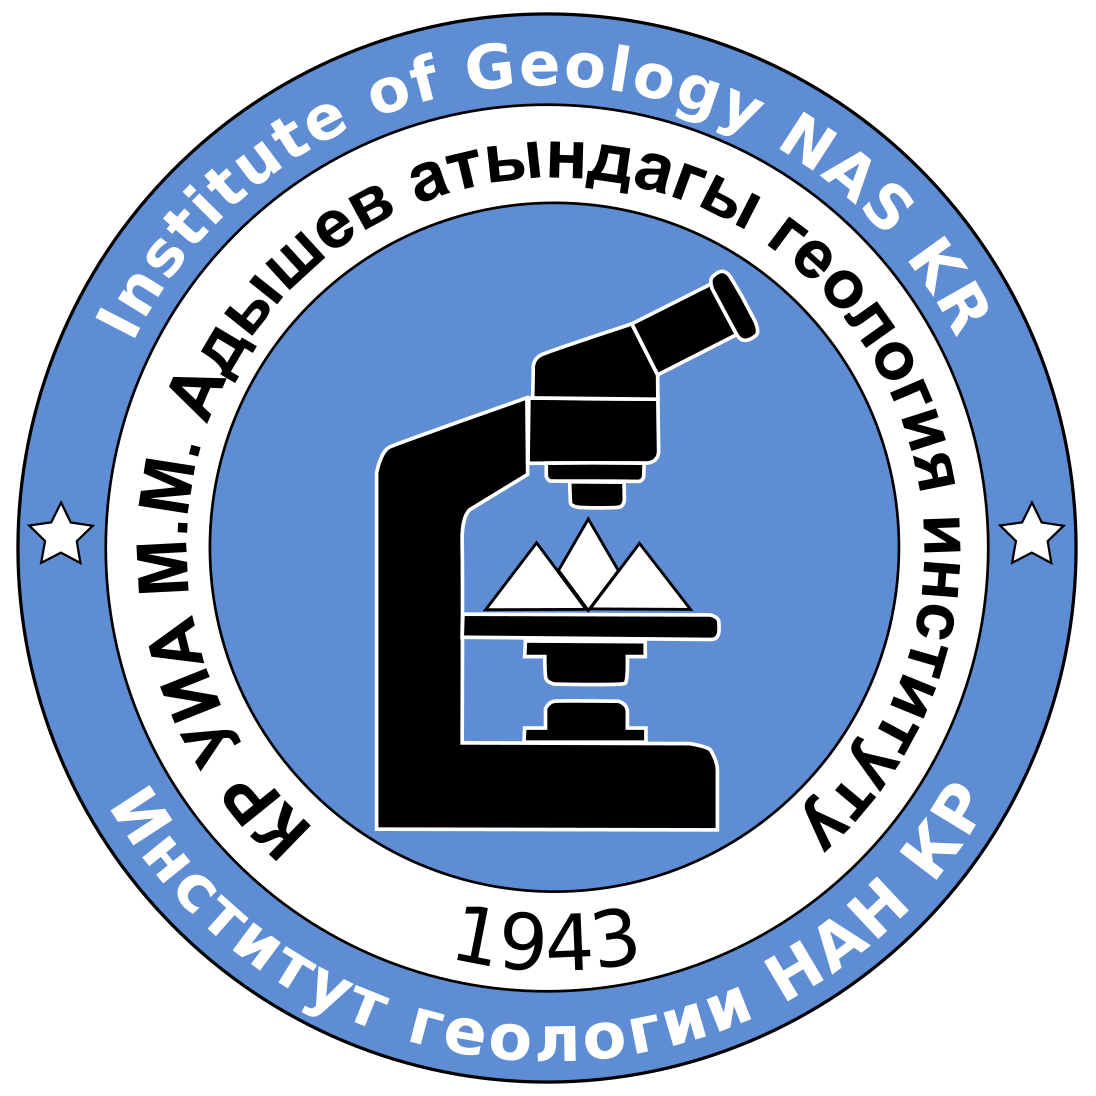 Institute of Geology NAS KR
КР УИА М.М. Адышев атындагы геология институту
1943
Институт геологии НАН КР